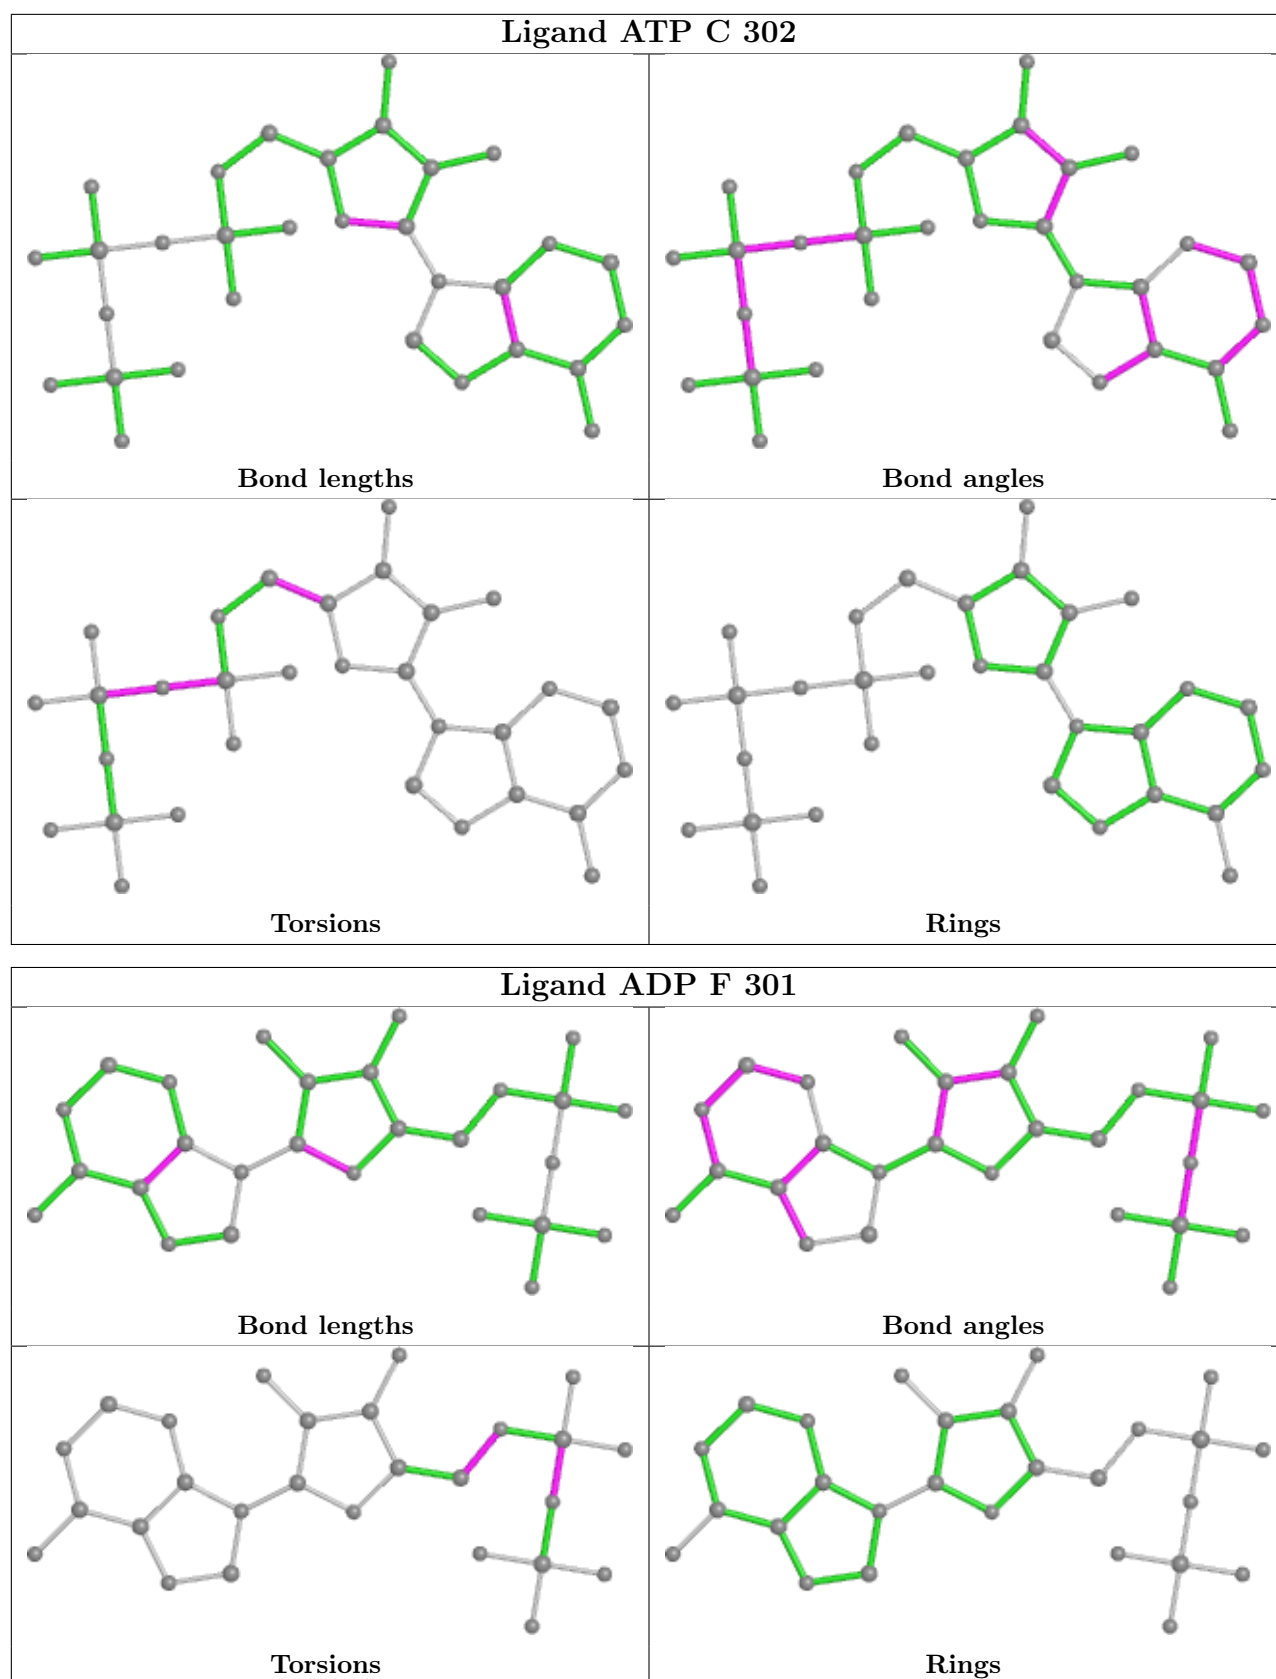 Ligand ATP C 302
Bond lengths
Bond angles
Torsions
Rings
Ligand ADP F 301
Bond lengths
Bond angles
Torsions
Rings